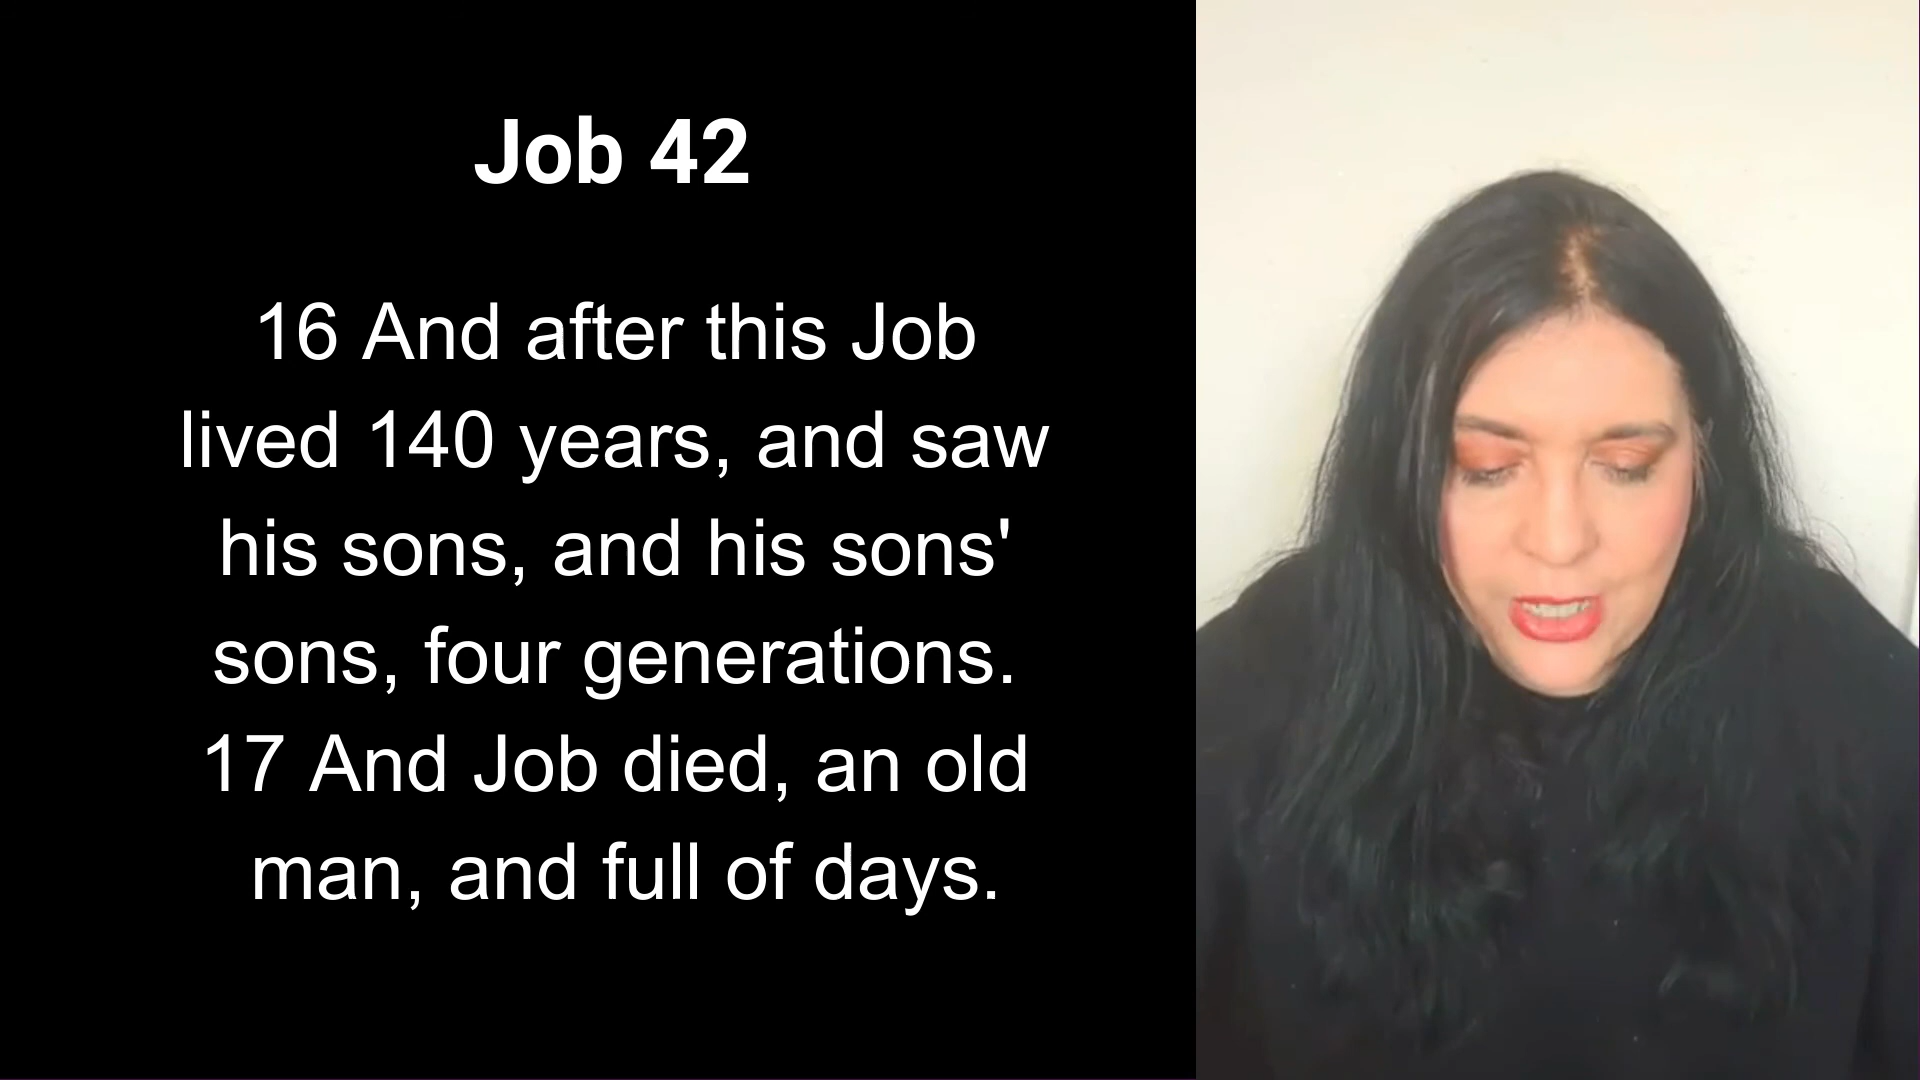 Job 42
16 And after this Job
lived 140 years, and saw
his sons, and his sons'
sons, four generations.
17 And Job died, an old
man, and full of days.